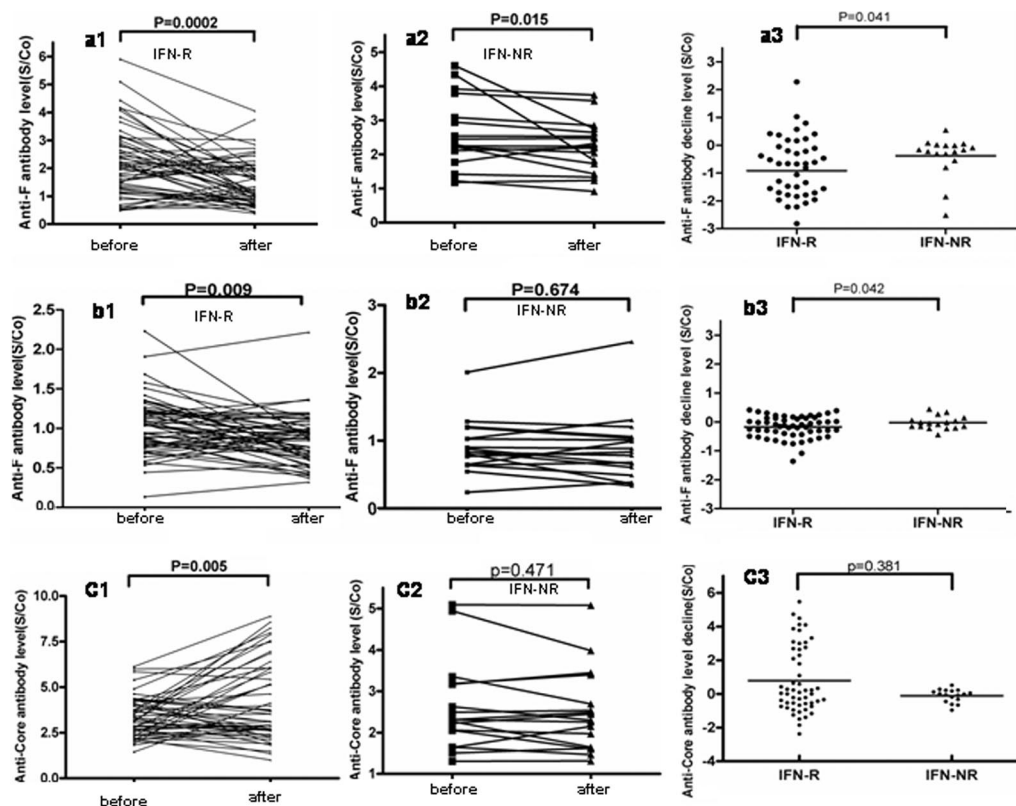 a1
P=0.0002
IFN-R
Anti-F antibody level(S/Co)
6
5
4
3
2
1
0
before
after
a2
P=0.015
IFN-NR
Anti-F antibody level(S/Co)
5
4
3
2
1
0
before
after
a3
P=0.041
Anti-F antibody decline level (S/Co)
3
2
1
0
-1
-2
-3
IFN-R
IFN-NR
b1
P=0.009
IFN-R
Anti-F antibody level(S/Co)
2.5
2.0
1.5
1.0
0.5
0.0
before
after
b2
P=0.674
IFN-NR
Anti-F antibody level(S/Co)
3
2
1
0
before
after
b3
P=0.042
Anti-F antibody decline level (S/Co)
3
2
1
0
-1
-2
-3
IFN-R
IFN-NR
C1
P=0.005
Anti-Core antibody level(S/Co)
10.0
7.5
5.0
2.5
0.0
before
after
C2
p=0.471
IFN-NR
Anti-Core antibody level(S/Co)
5
4
3
2
1
before
after
C3
p=0.381
Anti-Core antibody level decline(S/Co)
8
6
4
2
0
-2
-4
IFN-R
IFN-NR